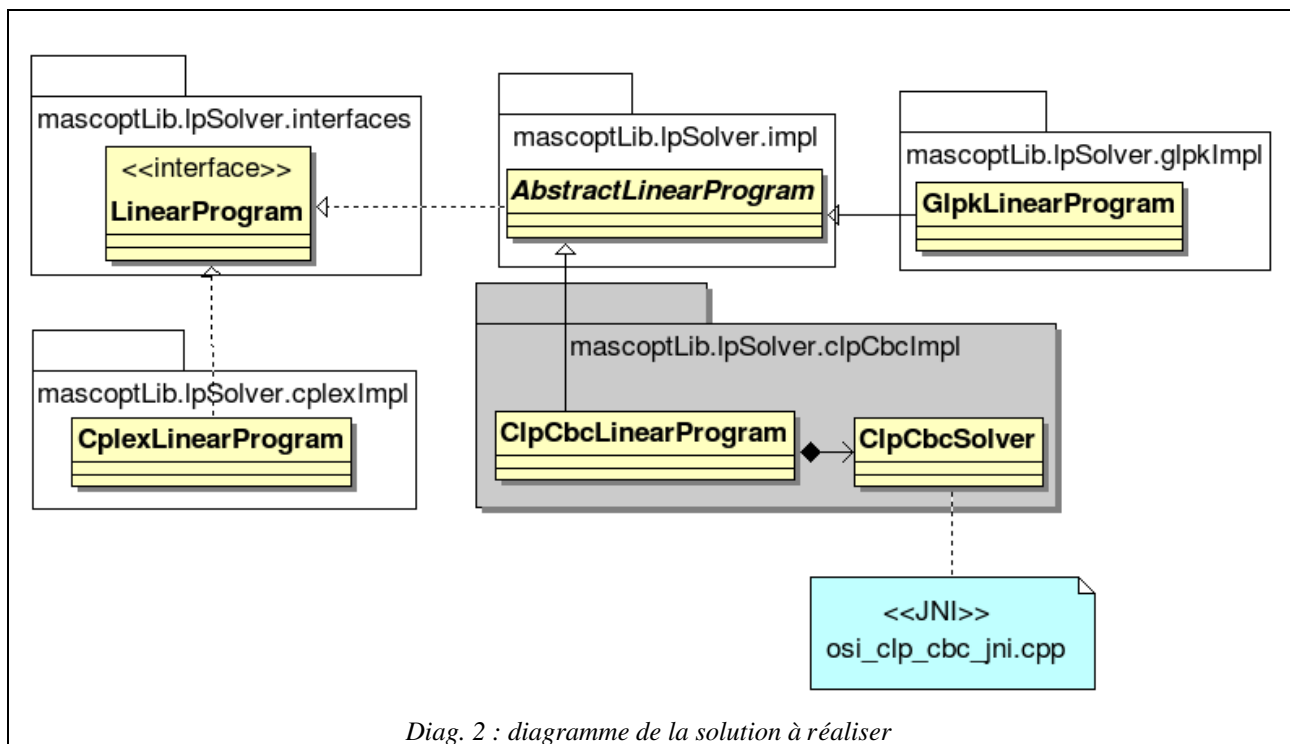 mascoptLib.lpSolver.interfaces
<<interface>>
LinearProgram
mascoptLib.lpSolver.impl
AbstractLinearProgram
mascoptLib.lpSolver.glpkImpl
GlpkLinearProgram
mascoptLib.lpSolver.cplexImpl
CplexLinearProgram
mascoptLib.lpSolver.clpCbcImpl
ClpCbcLinearProgram
ClpCbcSolver
<<JNI>>
osi_clp_cbc_jni.cpp
Diag. 2 : diagramme de la solution à réaliser